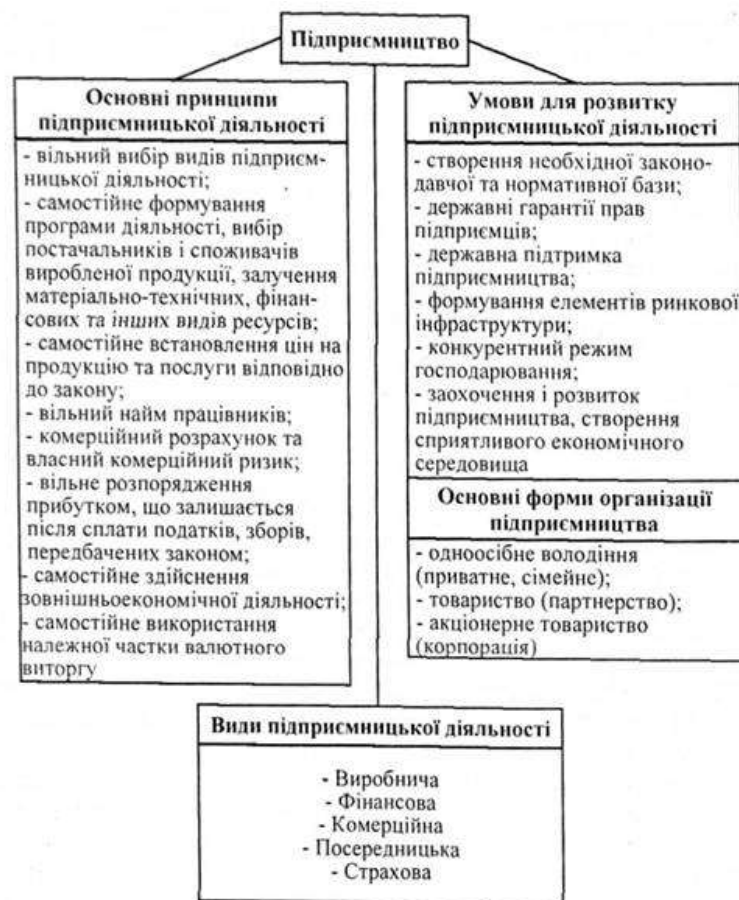 Підприємництво
Основні принципи
підприємницької діяльності
- вільний вибір видів підприєм-
ницької діяльності;
- самостійне формування
програми діяльності, вибір
постачальників і споживачів
виробленої продукції, залучення
матеріально-технічних, фінан-
сових та інших видів ресурсів;
- самостійне встановлення цін на
продукцію та послуги відповідно
до закону;
- вільний найм працівників;
- комерційний розрахунок та
власний комерційний ризик;
- вільне розпорядження
прибутком, що залишається
після сплати податків, зборів,
передбачених законом;
- самостійне здійснення
зовнішньоекономічної діяльності;
- самостійне використання
належної частки валютного
виторгу
Умови для розвитку
підприємницької діяльності
- створення необхідної законо-
давчої та нормативної бази;
- державні гарантії прав
підприємців;
- державна підтримка
підприємництва;
- формування елементів ринкової
інфраструктури;
- конкурентний режим
господарювання;
- заохочення і розвиток
підприємництва, створення
сприятливого економічного
середовища
Основні форми організації
підприємництва
- одноосібне володіння
(приватне, сімейне);
- товариство (партнерство);
- акціонерне товариство
(корпорація)
Види підприємницької діяльності
- Виробнича
- Фінансова
- Комерційна
- Посередницька
- Страхова